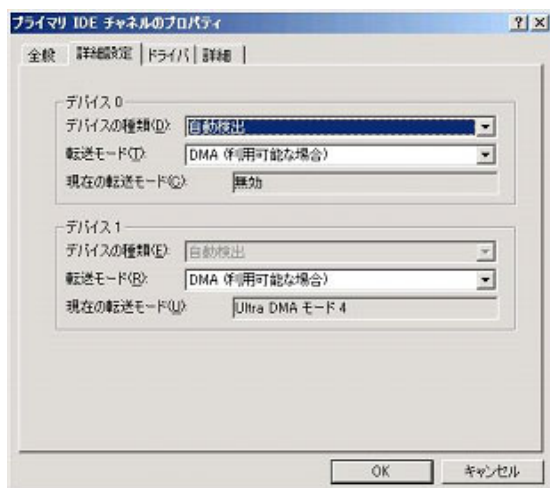 プライマリ IDE チャネルのプロパティ
全般 詳細設定 ドライバ 詳細
デバイス 0
デバイスの種類(D): 自動検出
転送モード(T): DMA (利用可能な場合)
現在の転送モード(C): 無効
デバイス 1
デバイスの種類(E): 自動検出
転送モード(R): DMA (利用可能な場合)
現在の転送モード(U): Ultra DMA モード 4
OK キャンセル